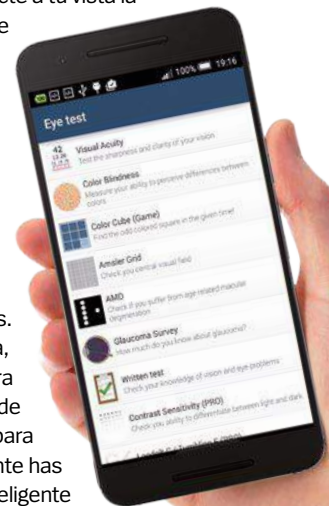 ete a tu vista la
e
100% 19:16
Eye test
Visual Acuity
Test the sharpness and clarity of your vision
Color Blindness
Measure your ability to perceive differences between
colors
Color Cube (Game)
Find the odd colored square in the given time!
Amsler Grid
Check you central visual field
AMD
Check if you suffer from age related macular
degeneration
Glaucoma Survey
How much do you know about glaucoma?
Written test
Check your knowledge of vision and eye problems
Contrast Sensitivity (PRO)
Check you ability to differentiate between light and dark
s.
a,
ra
de
para
nte has
eligente